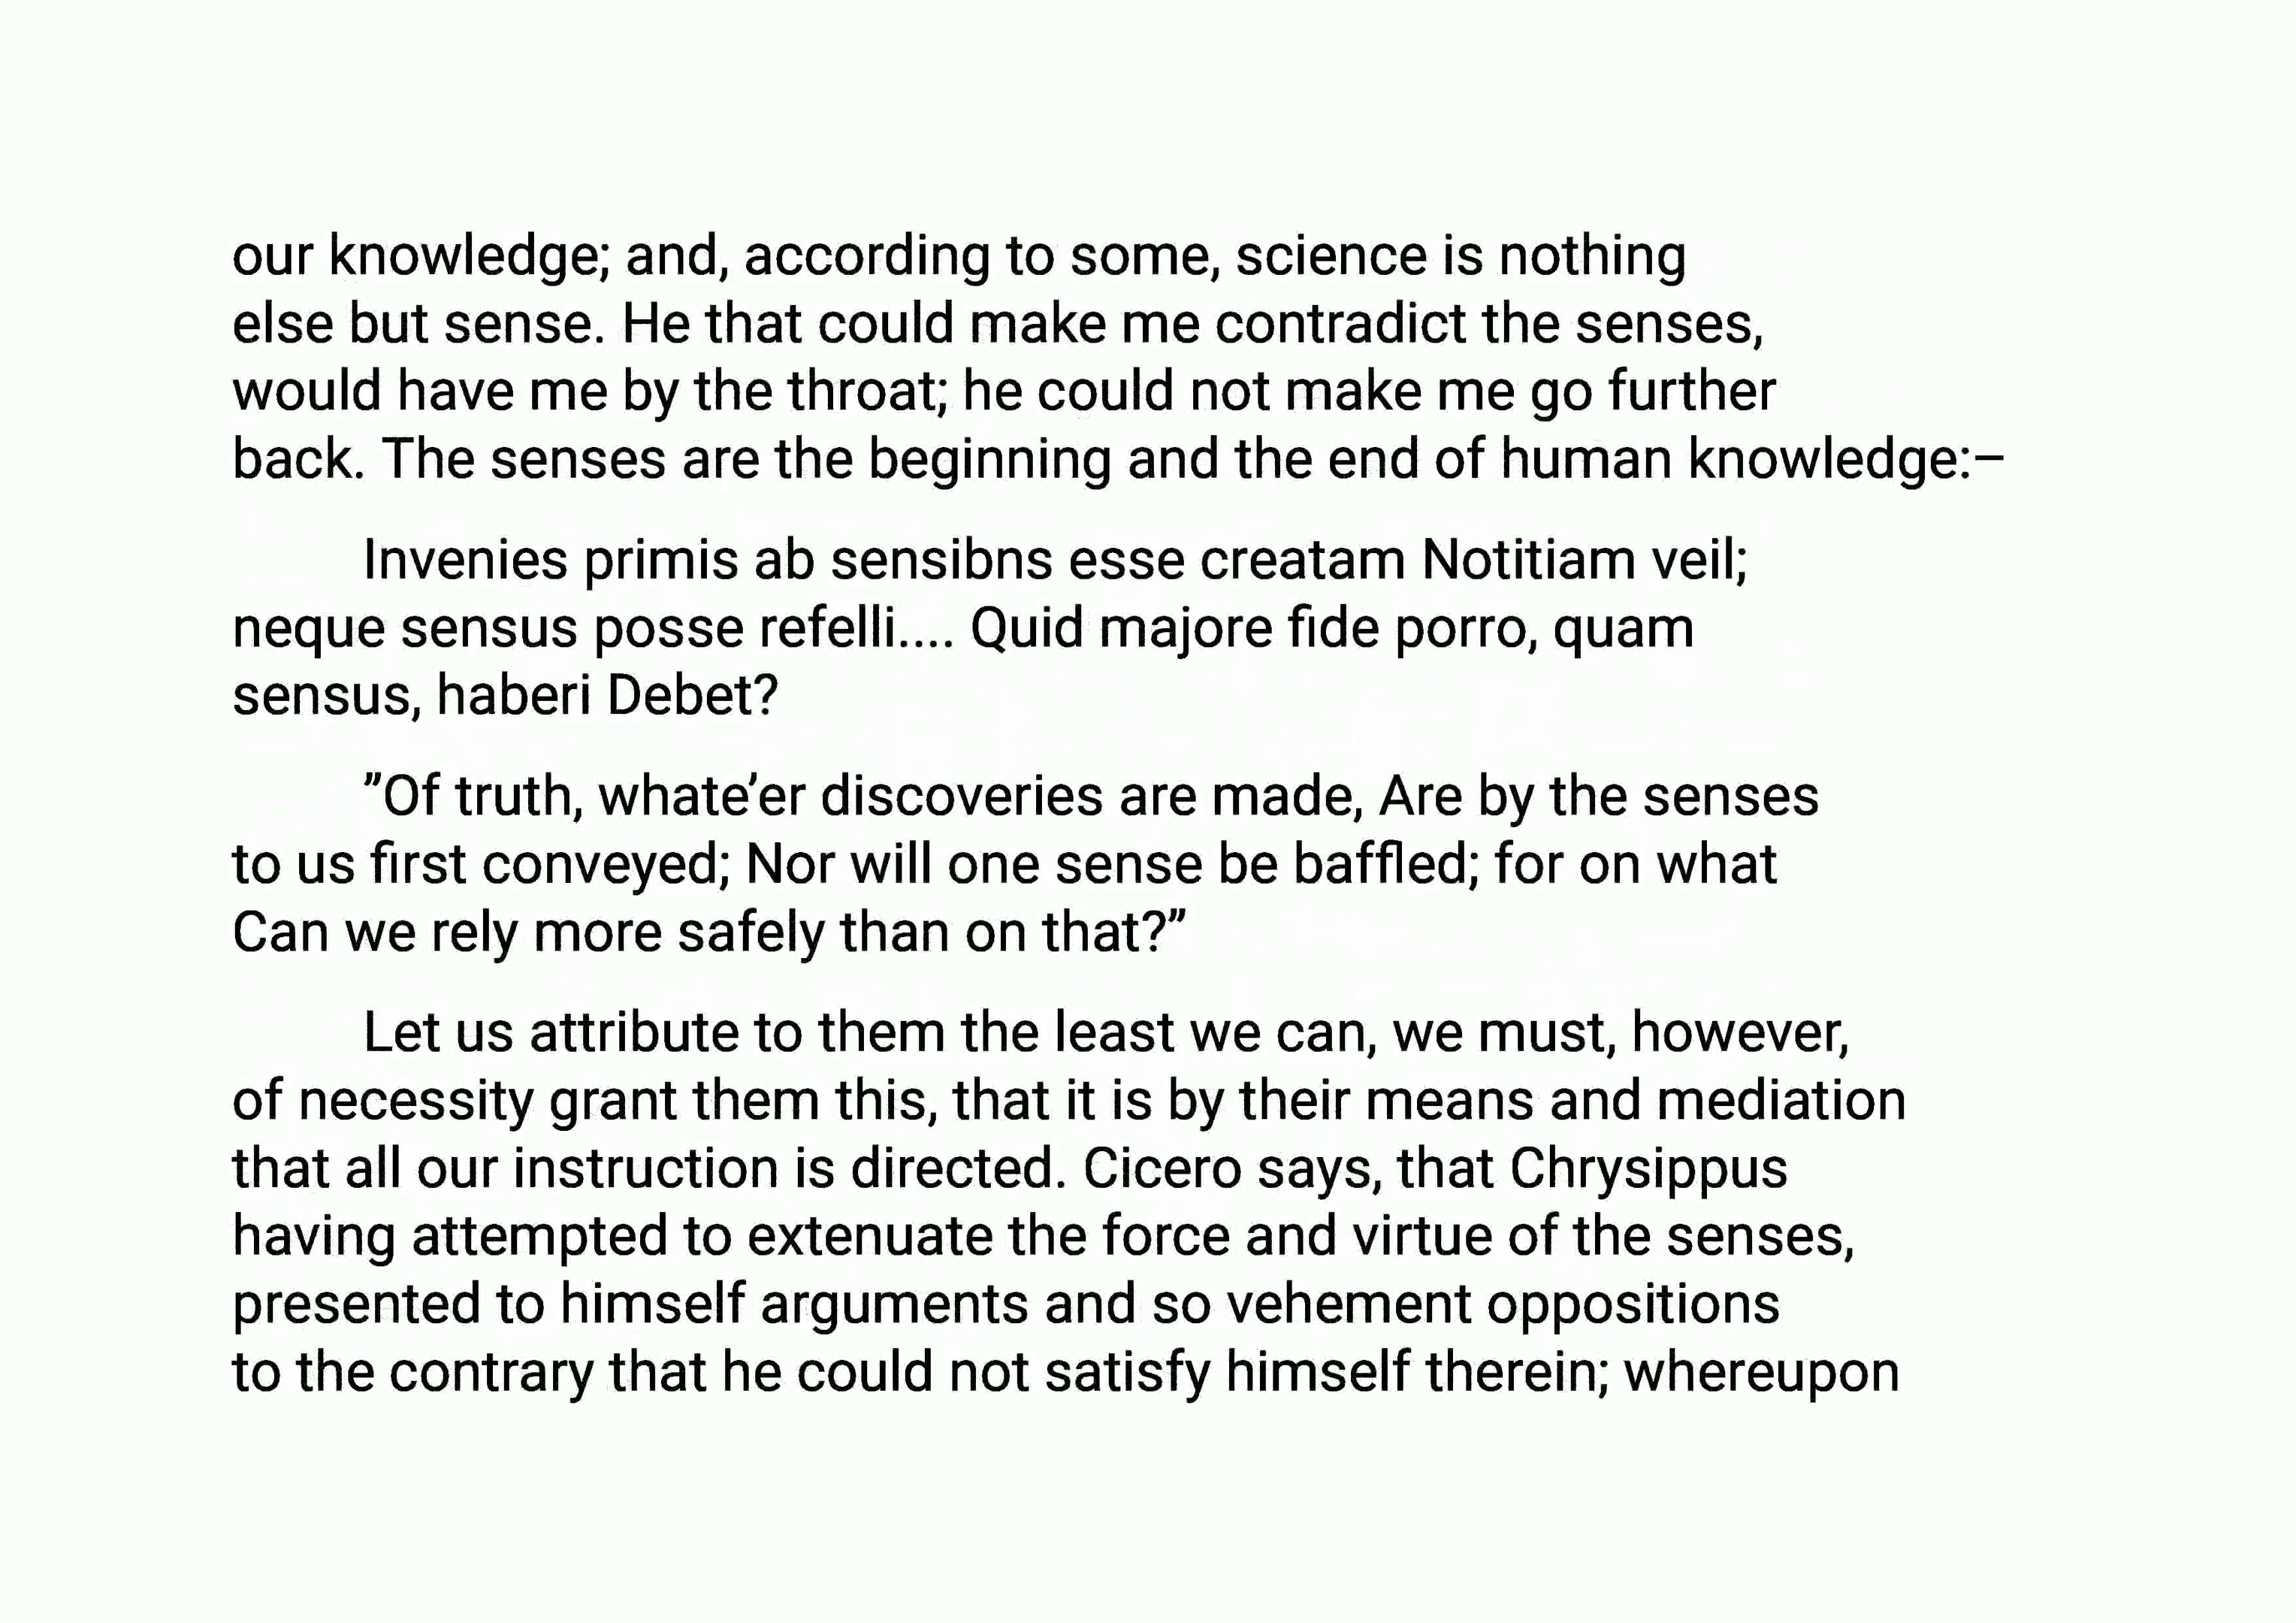 our knowledge; and, according to some, science is nothing
else but sense. He that could make me contradict the senses,
would have me by the throat; he could not make me go further
back. The senses are the beginning and the end of human knowledge:–
Invenies primis ab sensibns esse creatam Notitiam veil;
neque sensus posse refelli.... Quid majore fide porro, quam
sensus, haberi Debet?
”Of truth, whate’er discoveries are made, Are by the senses
to us first conveyed; Nor will one sense be baffled; for on what
Can we rely more safely than on that?”
Let us attribute to them the least we can, we must, however,
of necessity grant them this, that it is by their means and mediation
that all our instruction is directed. Cicero says, that Chrysippus
having attempted to extenuate the force and virtue of the senses,
presented to himself arguments and so vehement oppositions
to the contrary that he could not satisfy himself therein; whereupon